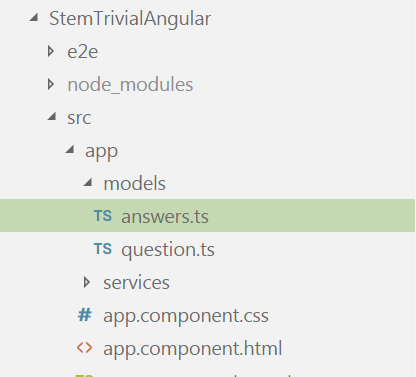 StemTrivialAngular
e2e
node_modules
src
app
models
TS answers.ts
TS question.ts
services
# app.component.css
<> app.component.html